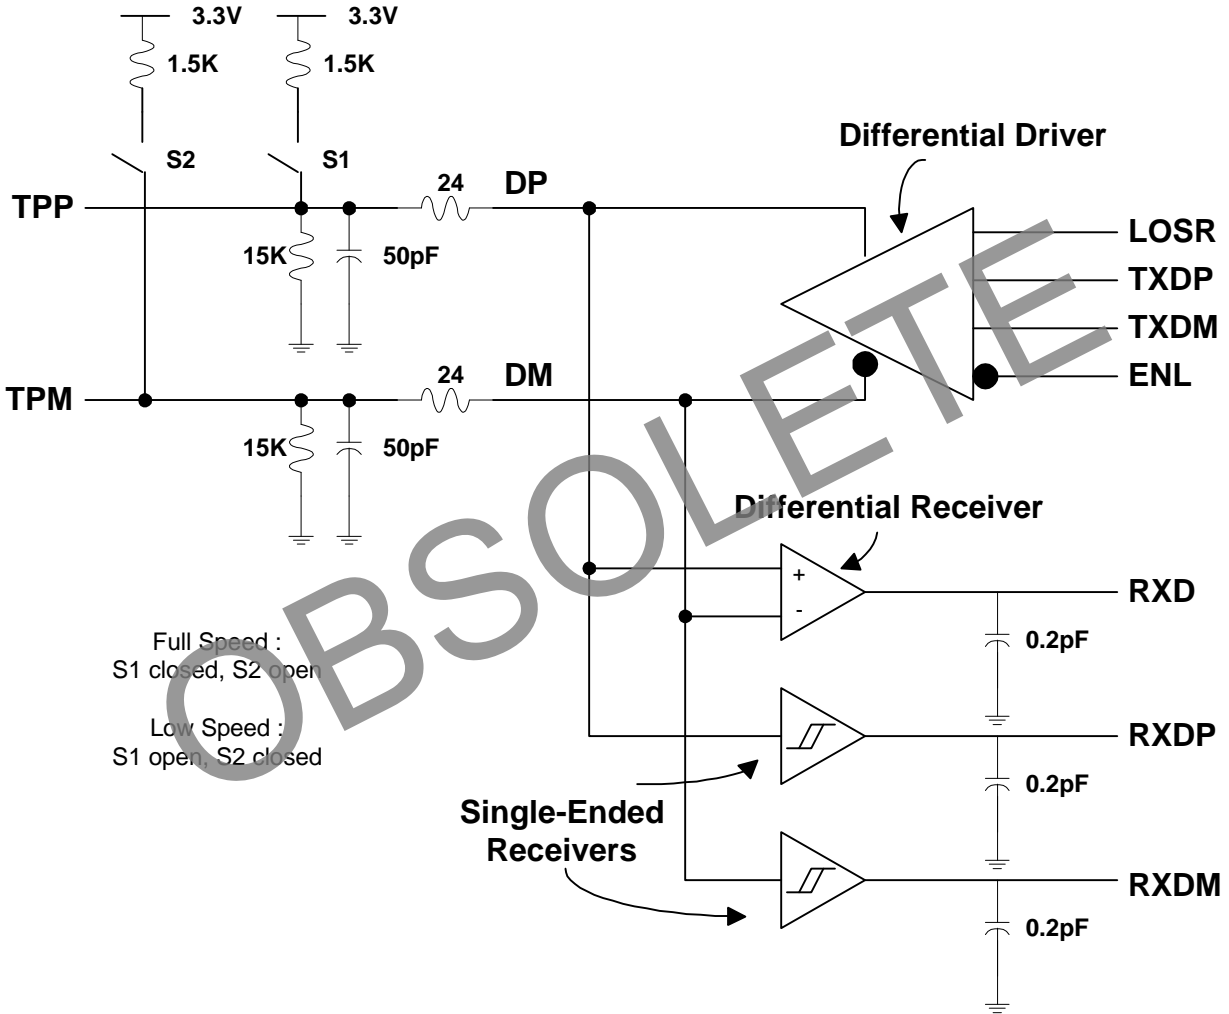 3.3V
3.3V
1.5K
1.5K
Differential Driver
S2
S1
24
DP
TPP
LOSR
15K
50pF
TXDP
TXDM
24
DM
ENL
TPM
15K
50pF
Differential Receiver
+
-
RXD
0.2pF
Full Speed :
S1 closed, S2 open
Low Speed :
S1 open, S2 closed
RXDP
0.2pF
Single-Ended
Receivers
RXDM
0.2pF
OBSOLETE